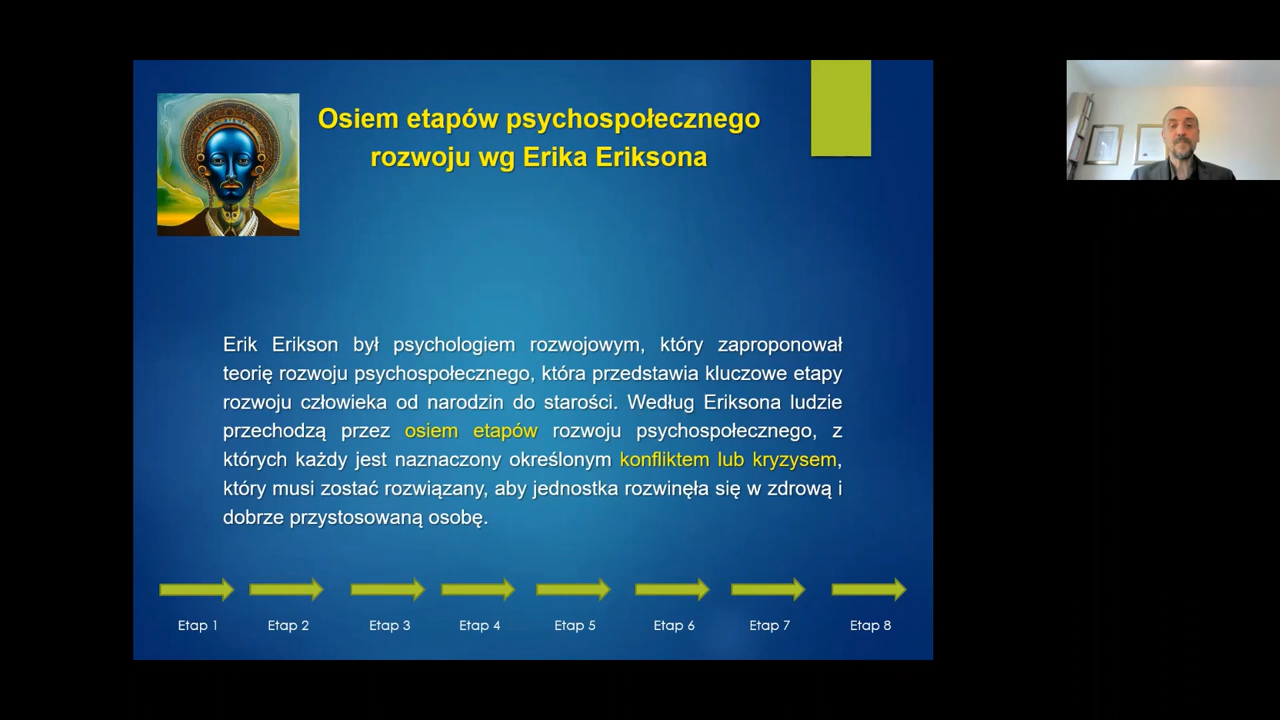 Osiem etapów psychospołecznego
rozwoju wg Erika Eriksona
Erik Erikson był psychologiem rozwojowym, który zaproponował
teorię rozwoju psychospołecznego, która przedstawia kluczowe etapy
rozwoju człowieka od narodzin do starości. Według Eriksona ludzie
przechodzą przez osiem etapów rozwoju psychospołecznego, z
których każdy jest naznaczony określonym konfliktem lub kryzysem,
który musi zostać rozwiązany, aby jednostka rozwinęła się w zdrową i
dobrze przystosowaną osobę.
Etap 1 Etap 2 Etap 3 Etap 4 Etap 5 Etap 6 Etap 7 Etap 8